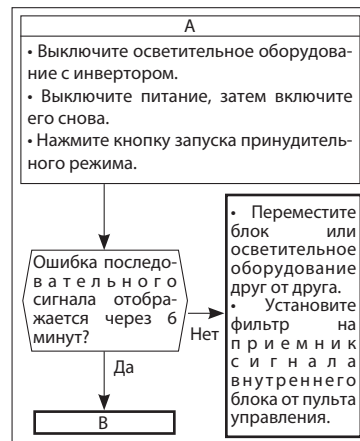 A
• Выключите осветительное оборудова-
ние с инвертором.
• Выключите питание, затем включите
его снова.
• Нажмите кнопку запуска принудитель-
ного режима.
Ошибка последо-
вательного
сигнала отобра-
жается через 6
минут?
Нет
Да
B
• Переместите
блок или
осветительное
оборудование
друг от друга.
• Установите
фильтр на
приемник
сигнала
внутреннего
блока от пульта
управления.